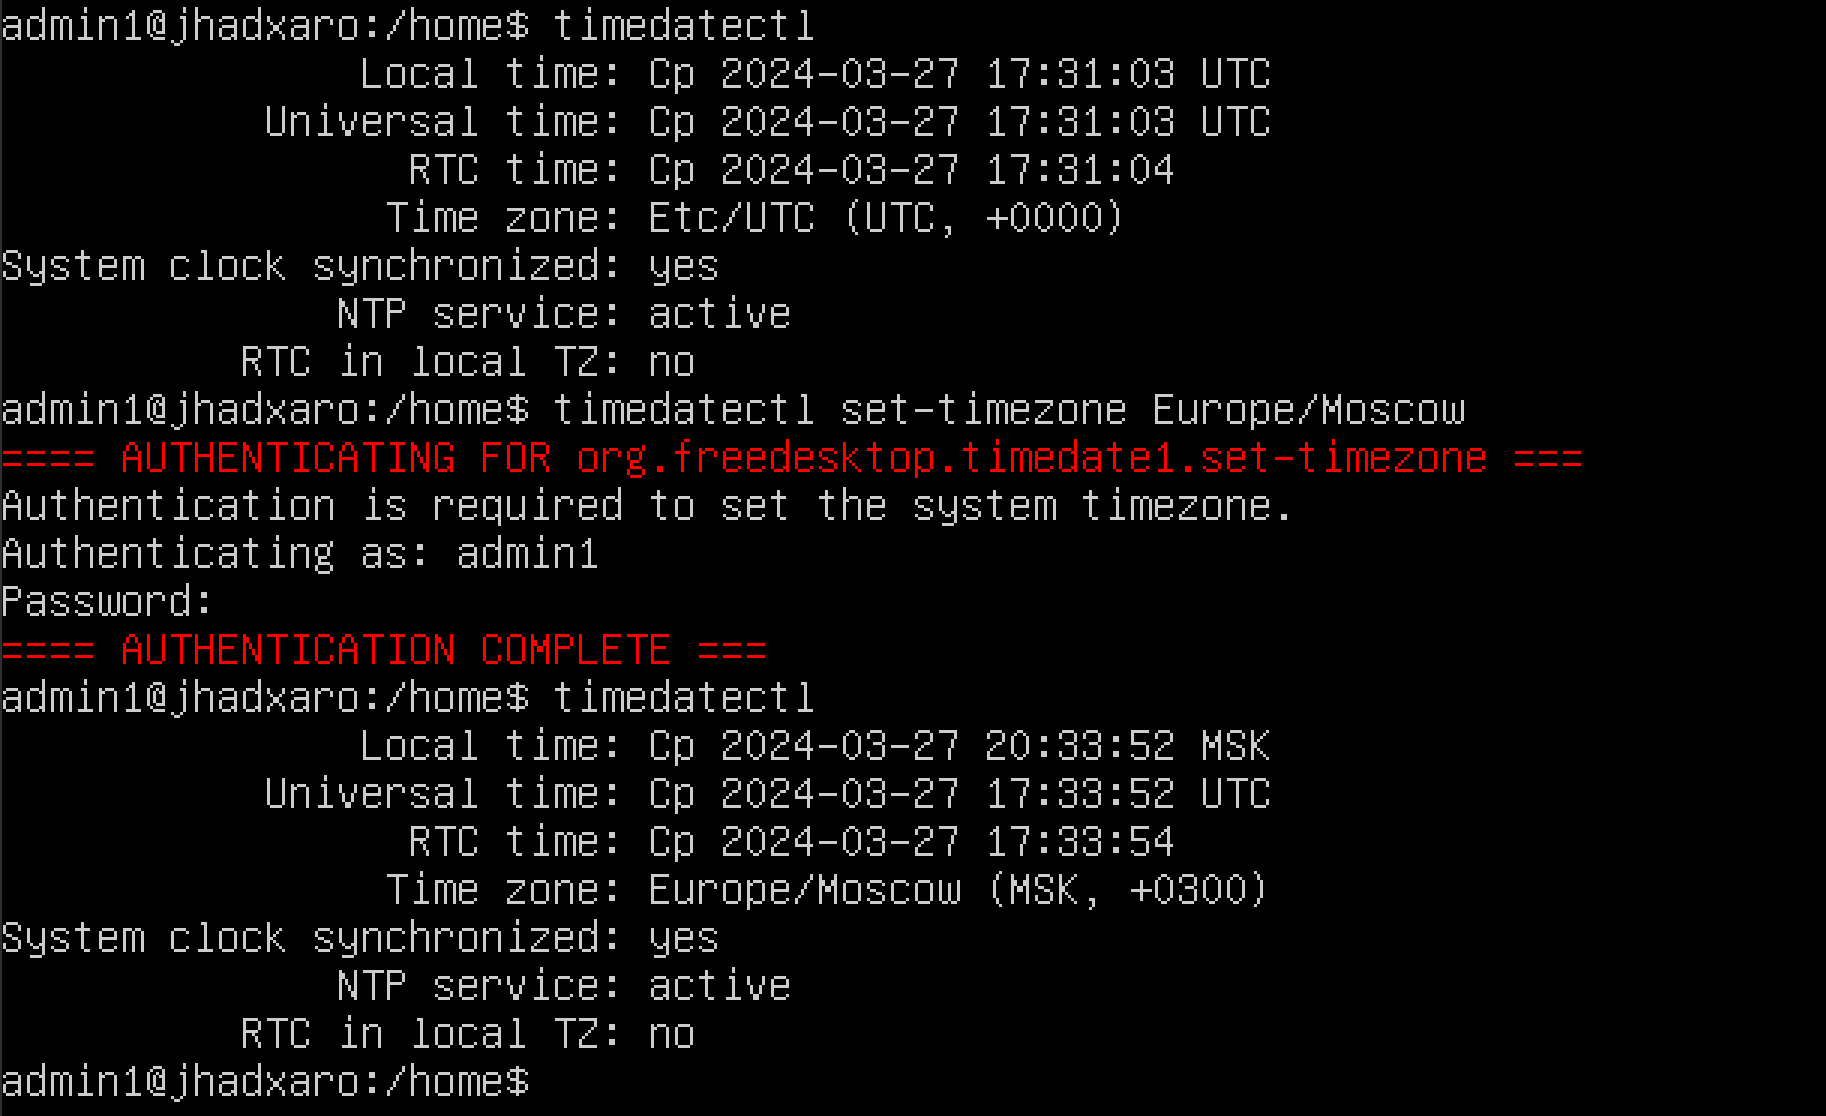 admin1@jhadxaro:/home$ timedatectl
Local time: Ср 2024-03-27 17:31:03 UTC
Universal time: Ср 2024-03-27 17:31:03 UTC
RTC time: Ср 2024-03-27 17:31:04
Time zone: Etc/UTC (UTC, +0000)
System clock synchronized: yes
NTP service: active
RTC in local TZ: no
admin1@jhadxaro:/home$ timedatectl set-timezone Europe/Moscow
==== AUTHENTICATING FOR org.freedesktop.timedate1.set-timezone ===
Authentication is required to set the system timezone.
Authenticating as: admin1
Password:
==== AUTHENTICATION COMPLETE ===
admin1@jhadxaro:/home$ timedatectl
Local time: Ср 2024-03-27 20:33:52 MSK
Universal time: Ср 2024-03-27 17:33:52 UTC
RTC time: Ср 2024-03-27 17:33:54
Time zone: Europe/Moscow (MSK, +0300)
System clock synchronized: yes
NTP service: active
RTC in local TZ: no
admin1@jhadxaro:/home$